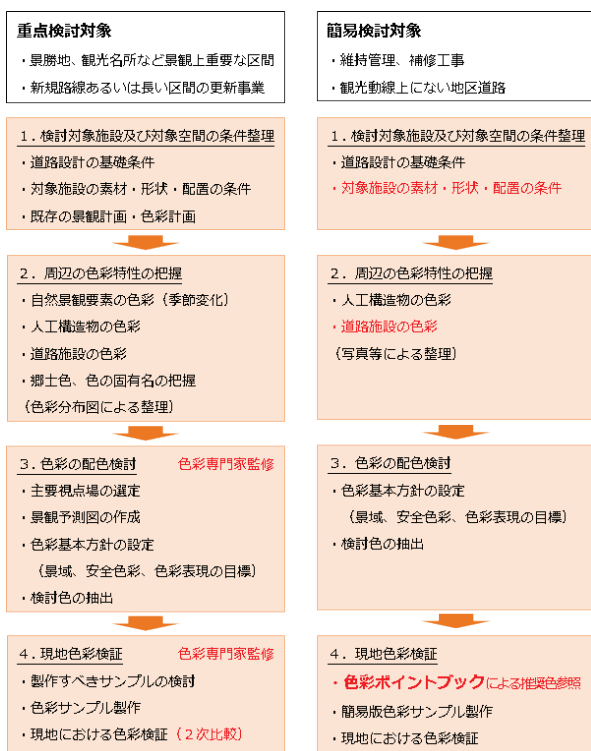 重点検討対象
・景勝地、観光名所など景観上重要な区間
・新規路線あるいは長い区間の更新事業
1．検討対象施設及び対象空間の条件整理
・道路設計の基礎条件
・対象施設の素材・形状・配置の条件
・既存の景観計画・色彩計画
2．周辺の色彩特性の把握
・自然景観要素の色彩（季節変化）
・人工構造物の色彩
・道路施設の色彩
・郷土色、色の固有名の把握
（色彩分布図による整理）
3．色彩の配色検討　色彩専門家監修
・主要視点場の選定
・景観予測図の作成
・色彩基本方針の設定
（景域、安全色彩、色彩表現の目標）
・検討色の抽出
4．現地色彩検証　色彩専門家監修
・製作すべきサンプルの検討
・色彩サンプル製作
・現地における色彩検証（２次比較）
簡易検討対象
・維持管理、補修工事
・観光動線上にない地区道路
1．検討対象施設及び対象空間の条件整理
・道路設計の基礎条件
・対象施設の素材・形状・配置の条件
2．周辺の色彩特性の把握
・人工構造物の色彩
・道路施設の色彩
（写真等による整理）
3．色彩の配色検討
・色彩基本方針の設定
（景域、安全色彩、色彩表現の目標）
・検討色の抽出
4．現地色彩検証
・色彩ポイントブックによる推奨色参照
・簡易版色彩サンプル製作
・現地における色彩検証